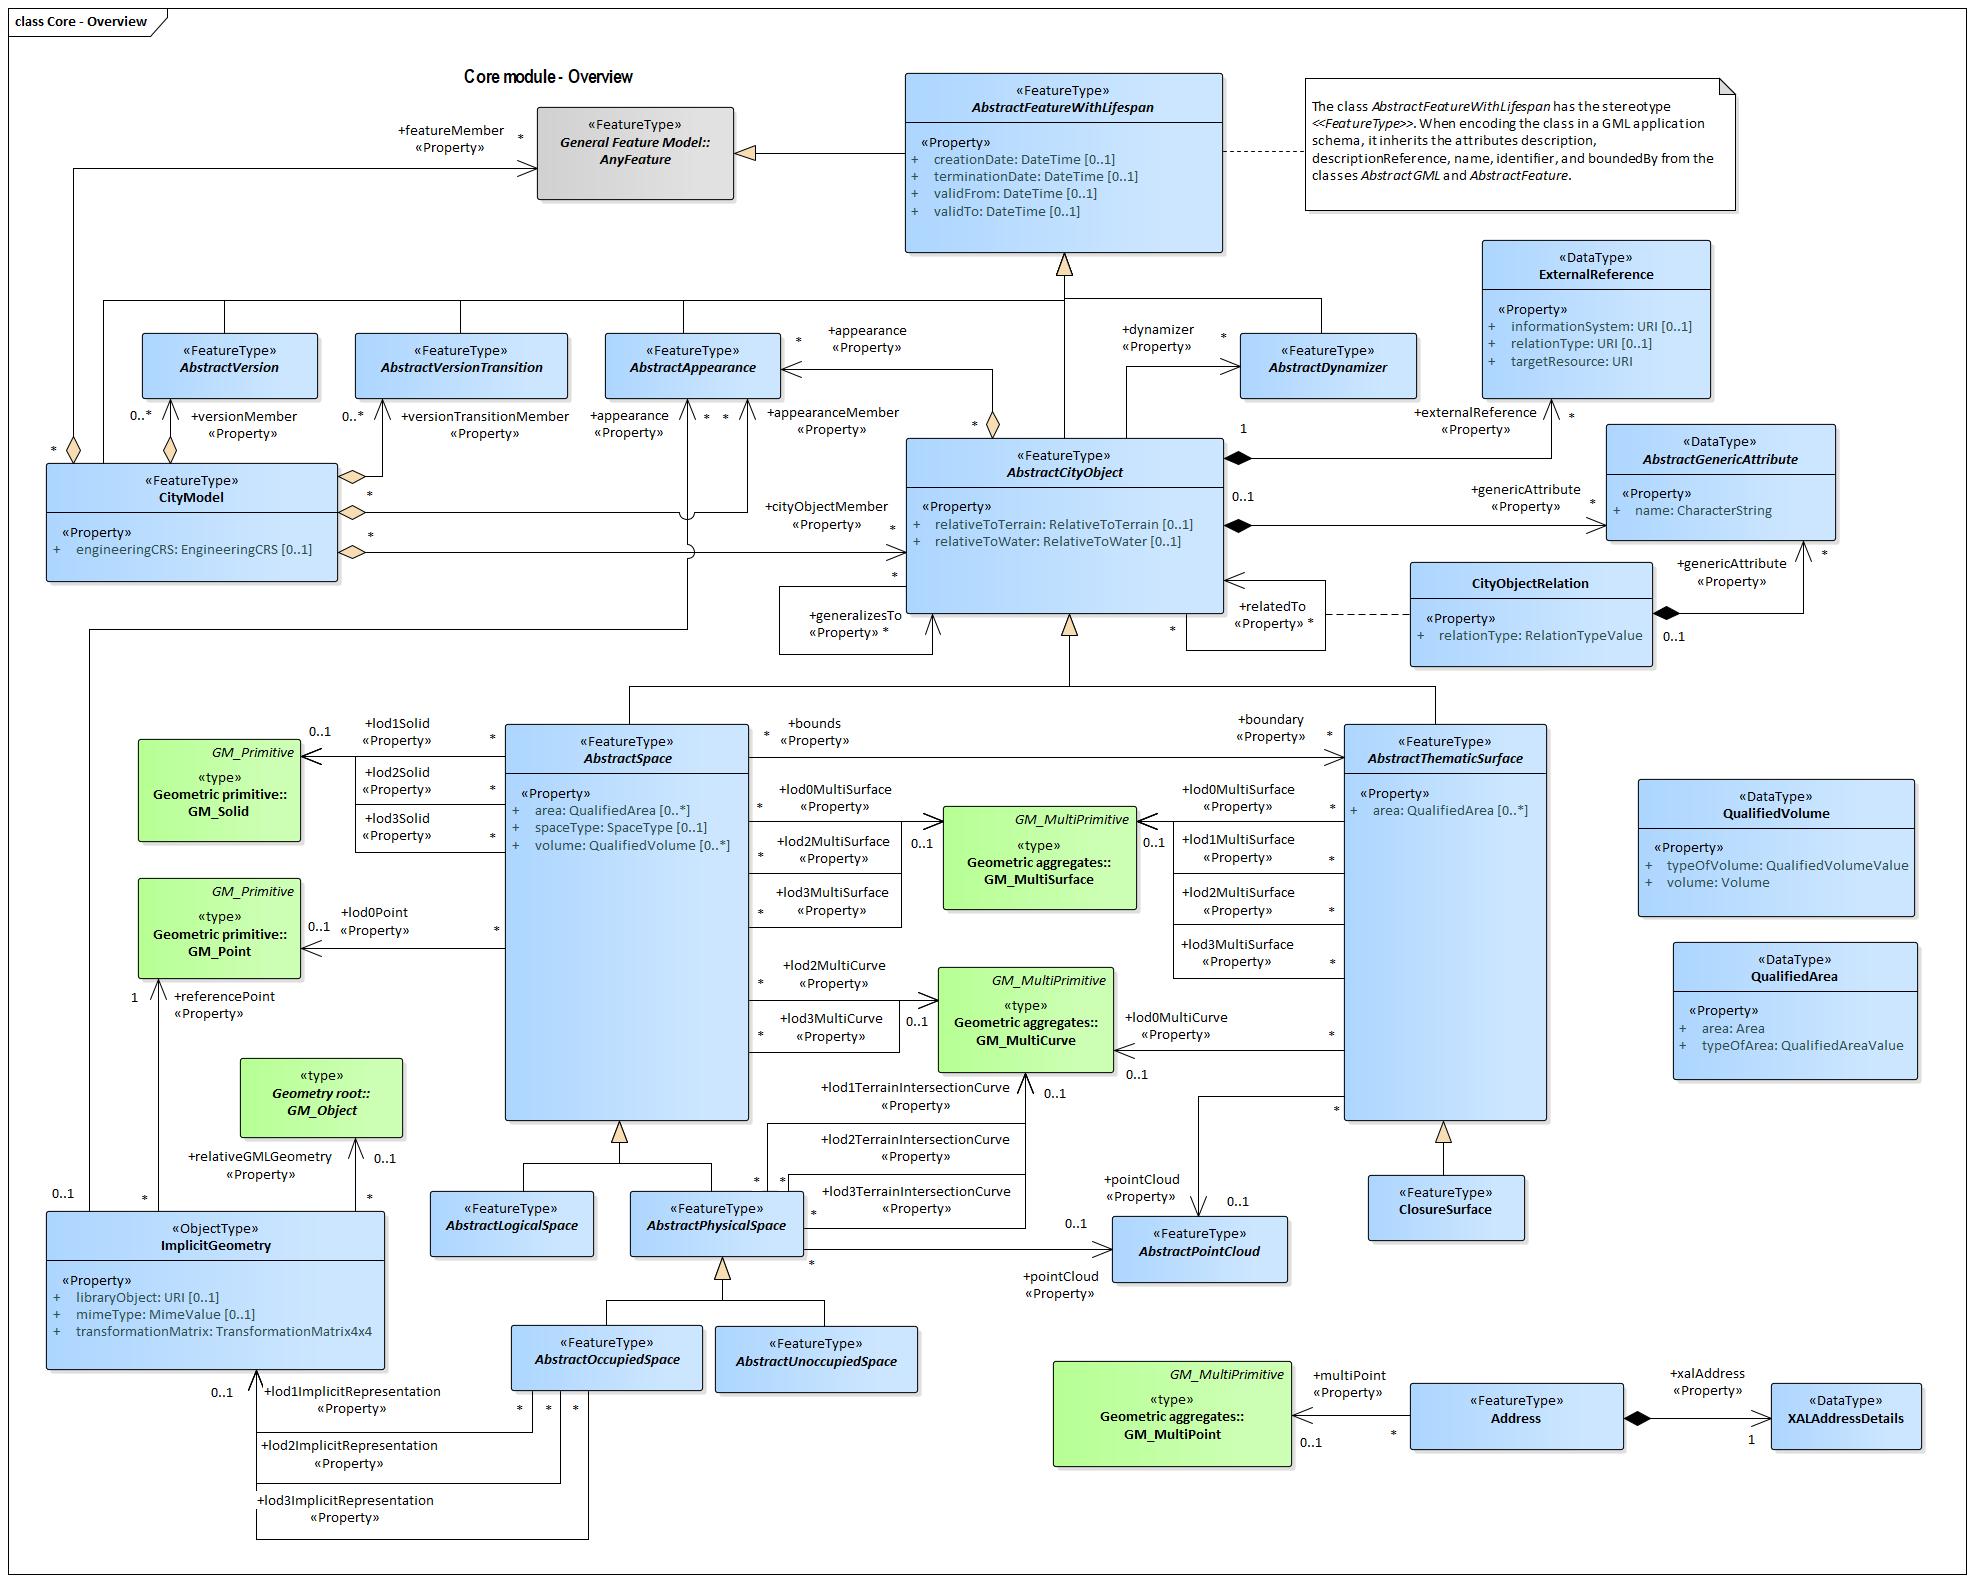 class Core - Overview
Core module - Overview
«FeatureType»
General Feature Model::
AnyFeature
+featureMember
«Property»
*
*
«FeatureType»
AbstractFeatureWithLifespan
«Property»
+ creationDate: DateTime [0..1]
+ terminationDate: DateTime [0..1]
+ validFrom: DateTime [0..1]
+ validTo: DateTime [0..1]
The class AbstractFeatureWithLifespan has the stereotype
<<FeatureType>>. When encoding the class in a GML application
schema, it inherits the attributes description,
descriptionReference, name, identifier, and boundedBy from the
classes AbstractGML and AbstractFeature.
«DataType»
ExternalReference
«Property»
+ informationSystem: URI [0..1]
+ relationType: URI [0..1]
+ targetResource: URI
«FeatureType»
AbstractVersion
«FeatureType»
AbstractVersionTransition
«FeatureType»
AbstractAppearance
+appearance
«Property»
*
*
+dynamizer
«Property»
*
«FeatureType»
AbstractDynamizer
0..*
+versionMember
«Property»
0..*
+versionTransitionMember
«Property»
*
+appearance
«Property»
*
*
+appearanceMember
«Property»
+externalReference
«Property»
*
1
«FeatureType»
CityModel
«Property»
+ engineeringCRS: EngineeringCRS [0..1]
*
+cityObjectMember
«Property»
*
*
«FeatureType»
AbstractCityObject
«Property»
+ relativeToTerrain: RelativeToTerrain [0..1]
+ relativeToWater: RelativeToWater [0..1]
0..1
+genericAttribute
«Property»
*
«DataType»
AbstractGenericAttribute
«Property»
+ name: CharacterString
+generalizesTo
«Property» *
+relatedTo
«Property» *
*
CityObjectRelation
«Property»
+ relationType: RelationTypeValue
+genericAttribute
«Property»
*
0..1
GM_Primitive
«type»
Geometric primitive::
GM_Solid
0..1
+lod1Solid
«Property»
*
+lod2Solid
«Property»
*
+lod3Solid
«Property»
*
«FeatureType»
AbstractSpace
«Property»
+ area: QualifiedArea [0..*]
+ spaceType: SpaceType [0..1]
+ volume: QualifiedVolume [0..*]
*
+bounds
«Property»
+boundary
«Property»
*
«FeatureType»
AbstractThematicSurface
«Property»
+ area: QualifiedArea [0..*]
+lod0MultiSurface
«Property»
*
+lod2MultiSurface
«Property»
*
+lod3MultiSurface
«Property»
*
0..1
GM_MultiPrimitive
«type»
Geometric aggregates::
GM_MultiSurface
0..1
+lod0MultiSurface
«Property»
*
+lod1MultiSurface
«Property»
*
+lod2MultiSurface
«Property»
*
+lod3MultiSurface
«Property»
*
«DataType»
QualifiedVolume
«Property»
+ typeOfVolume: QualifiedVolumeValue
+ volume: Volume
«DataType»
QualifiedArea
«Property»
+ area: Area
+ typeOfArea: QualifiedAreaValue
GM_Primitive
«type»
Geometric primitive::
GM_Point
0..1
+lod0Point
«Property»
*
1
+referencePoint
«Property»
+lod2MultiCurve
«Property»
*
+lod3MultiCurve
«Property»
*
0..1
GM_MultiPrimitive
«type»
Geometric aggregates::
GM_MultiCurve
+lod0MultiCurve
«Property»
*
0..1
0..1
«type»
Geometry root::
GM_Object
+relativeGMLGeometry
«Property»
0..1
*
*
0..1
+lod1TerrainIntersectionCurve
«Property»
+lod2TerrainIntersectionCurve
«Property»
+lod3TerrainIntersectionCurve
«Property»
*
*
*
*
+pointCloud
«Property»
0..1
«FeatureType»
ClosureSurface
«FeatureType»
AbstractLogicalSpace
«FeatureType»
AbstractPhysicalSpace
*
0..1
+pointCloud
«Property»
«FeatureType»
AbstractPointCloud
«ObjectType»
ImplicitGeometry
«Property»
+ libraryObject: URI [0..1]
+ mimeType: MimeValue [0..1]
+ transformationMatrix: TransformationMatrix4x4
«FeatureType»
AbstractOccupiedSpace
«FeatureType»
AbstractUnoccupiedSpace
0..1
+lod1ImplicitRepresentation
«Property»
*
*
*
+lod2ImplicitRepresentation
«Property»
+lod3ImplicitRepresentation
«Property»
GM_MultiPrimitive
«type»
Geometric aggregates::
GM_MultiPoint
+multiPoint
«Property»
0..1
*
«FeatureType»
Address
+xalAddress
«Property»
1
«DataType»
XALAddressDetails